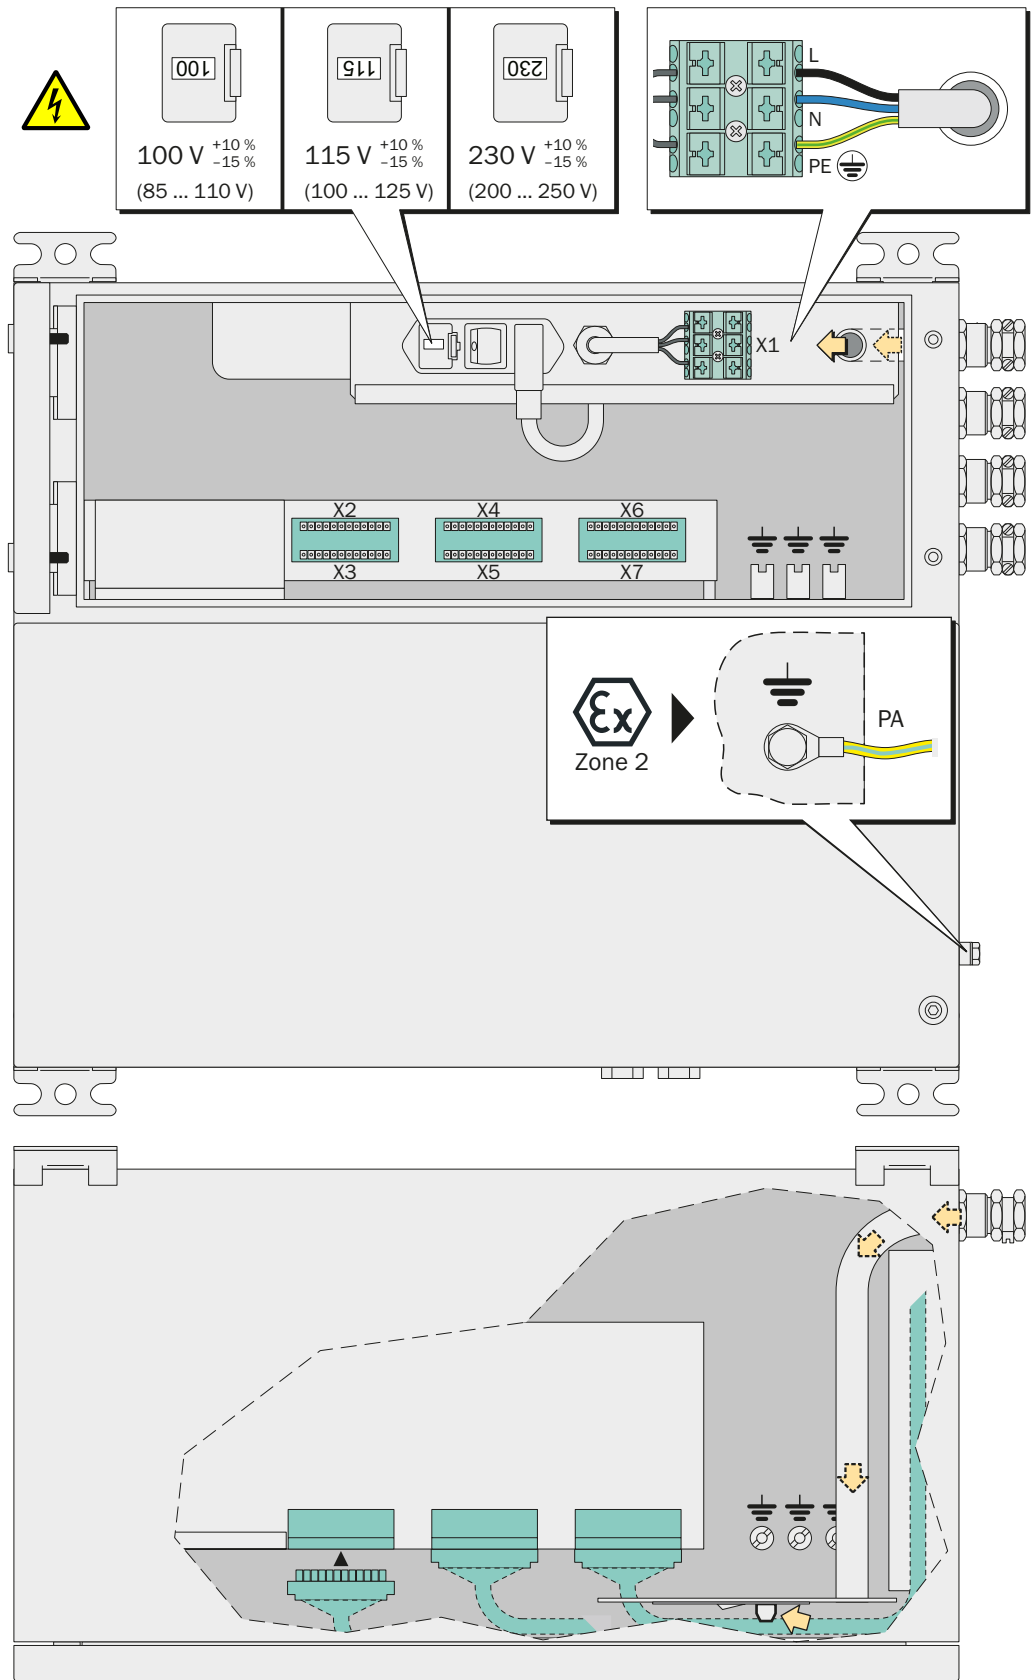 100
115
230
100 V +10 %
–15 %
115 V +10 %
–15 %
230 V +10 %
–15 %
(85 ... 110 V)
(100 ... 125 V)
(200 ... 250 V)
L
N
PE
X1
X2
X4
X6
X3
X5
X7
Ex
Zone 2
PA